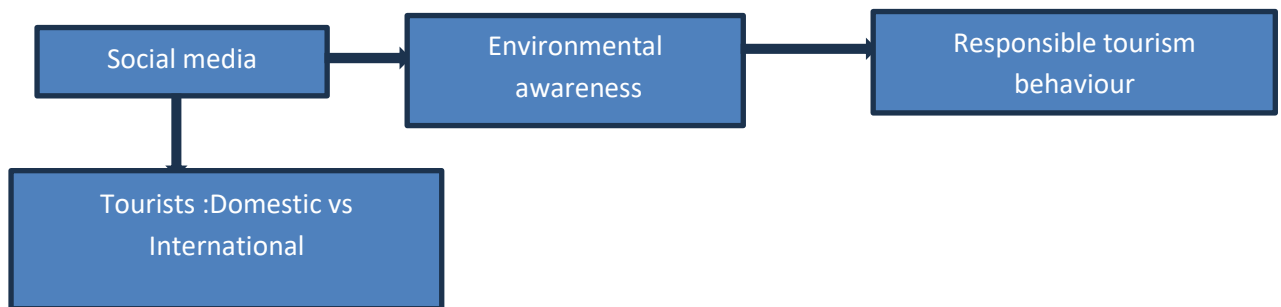 Social media
Environmental
awareness
Responsible tourism
behaviour
Tourists :Domestic vs
International